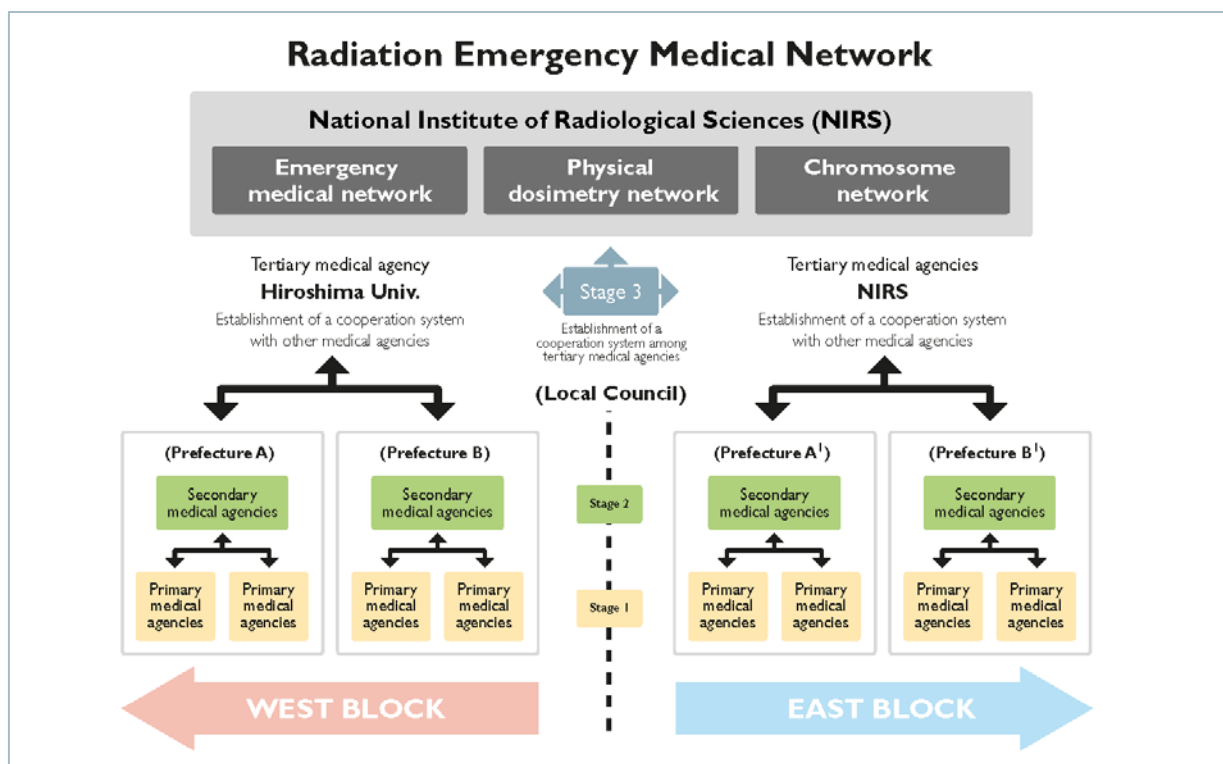 Radiation Emergency Medical Network
National Institute of Radiological Sciences (NIRS)
Emergency
medical network
Physical
dosimetry network
Chromosome
network
Tertiary medical agency
Hiroshima Univ.
Establishment of a cooperation system
with other medical agencies
Stage 3
Establishment of a
cooperation system among
tertiary medical agencies
(Local Council)
Tertiary medical agencies
NIRS
Establishment of a cooperation system
with other medical agencies
(Prefecture A)
Secondary
medical agencies
Primary
medical
agencies
Primary
medical
agencies
(Prefecture B)
Secondary
medical agencies
Primary
medical
agencies
Primary
medical
agencies
Stage 2
Stage 1
(Prefecture A¹)
Secondary
medical agencies
Primary
medical
agencies
Primary
medical
agencies
(Prefecture B¹)
Secondary
medical agencies
Primary
medical
agencies
Primary
medical
agencies
WEST BLOCK
EAST BLOCK